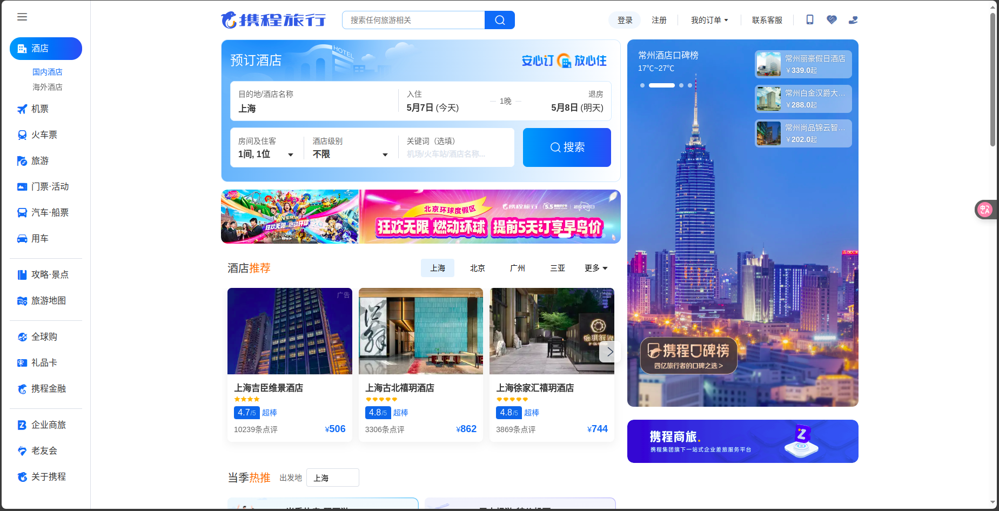 携程旅行
搜索任何旅游相关
登录
注册
我的订单
联系客服
酒店
国内酒店
海外酒店
机票
火车票
旅游
门票·活动
汽车·船票
用车
攻略·景点
旅游地图
全球购
礼品卡
携程金融
企业商旅
老友会
关于携程
预订酒店
HOTEL
安心订 放心住
目的地/酒店名称
上海
入住
5月7日 (今天)
1晚
退房
5月8日 (明天)
房间及住客
1间, 1位
酒店级别
不限
关键词（选填）
机场/火车站/酒店名称...
搜索
狂欢无限 燃动环球
北京环球度假区
携程旅行
狂欢无限 燃动环球 提前5天订享早鸟价
酒店推荐
上海
北京
广州
三亚
更多
广告
上海吉臣维景酒店
4.7/5 超棒
10239条点评
¥506
广告
上海古北禧玥酒店
4.8/5 超棒
3306条点评
¥862
广告
上海徐家汇禧玥酒店
4.8/5 超棒
3869条点评
¥744
当季热推
出发地
上海
常州酒店口碑榜
17℃~27℃
常州丽豪假日酒店
¥339.0起
常州白金汉爵大...
¥288.0起
常州尚品锦云智...
¥202.0起
携程口碑榜
四亿旅行者的口碑之选 >
携程商旅.
携程集团旗下一站式企业差旅服务平台